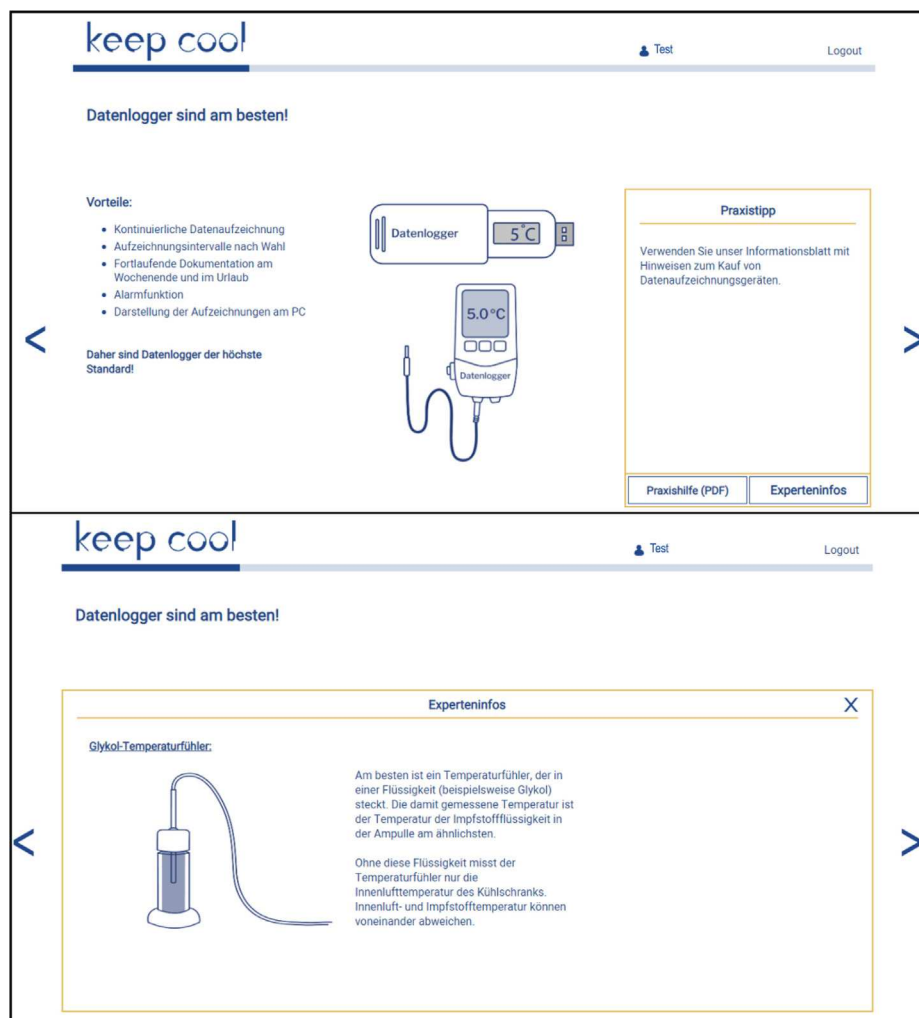 keep cool
Test
Logout
Datenlogger sind am besten!
Vorteile:
• Kontinuierliche Datenaufzeichnung
• Aufzeichnungsintervalle nach Wahl
• Fortlaufende Dokumentation am
Wochenende und im Urlaub
• Alarmfunktion
• Darstellung der Aufzeichnungen am PC
Daher sind Datenlogger der höchste
Standard!
Datenlogger
5°C
5.0°C
Datenlogger
Praxistipp
Verwenden Sie unser Informationsblatt mit
Hinweisen zum Kauf von
Datenaufzeichnungsgeräten.
Praxishilfe (PDF)
Experteninfos
<
>
keep cool
Test
Logout
Datenlogger sind am besten!
Experteninfos
X
Glykol-Temperaturfühler:
Am besten ist ein Temperaturfühler, der in
einer Flüssigkeit (beispielsweise Glykol)
steckt. Die damit gemessene Temperatur ist
der Temperatur der Impfstoffflüssigkeit in
der Ampulle am ähnlichsten.
Ohne diese Flüssigkeit misst der
Temperaturfühler nur die
Innenlufttemperatur des Kühlschranks.
Innenluft- und Impfstofftemperatur können
voneinander abweichen.
<
>